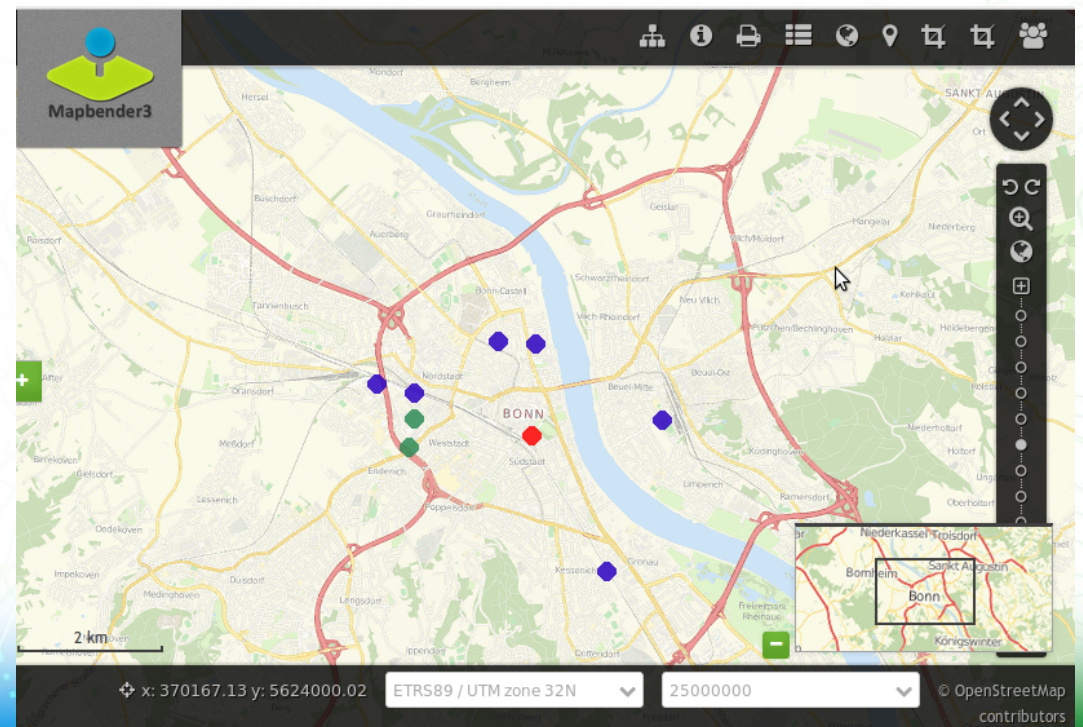 Mapbender3
Mondorf
Bergheim
Hersel
SANKT AUGUSTIN
Ort
Buschdorf
Graurheindorf
Geislar
Roisdorf
Auerberg
Vilich/Müldorf
Mangelar
Niederberg
Bonn-Castell
Schwarzrheindorf
Tannenbusch
Neu Vilich
Kehlkaul
Vilich-Rheindorf
Pützchen/Bechlinghoven
Heidebergen
Holzlar
Alfter
Nordstadt
Beuel-Mitte
Beuel-Ost
Dransdorf
BONN
Meßdorf
Weststadt
Niederholtorf
Birrekoven
Südstadt
Küdinghoven
Holtorf
Gielsdorf
Endenich
Limperich
Lessenich
Ramersdorf
Oberholtorf
Poppelsdorf
Oedekoven
Niederkassel
Troisdorf
Gronau
Impekoven
Kessenich
Bornheim
Sankt Augustin
Duisdorf
Medinghoven
Bonn
Lengsdorf
Freizeitpark
Rheinaue
2 km
Ippendorf
Dottendorf
Königswinter
x: 370167.13 y: 5624000.02
ETRS89 / UTM zone 32N
25000000
© OpenStreetMap
contributors